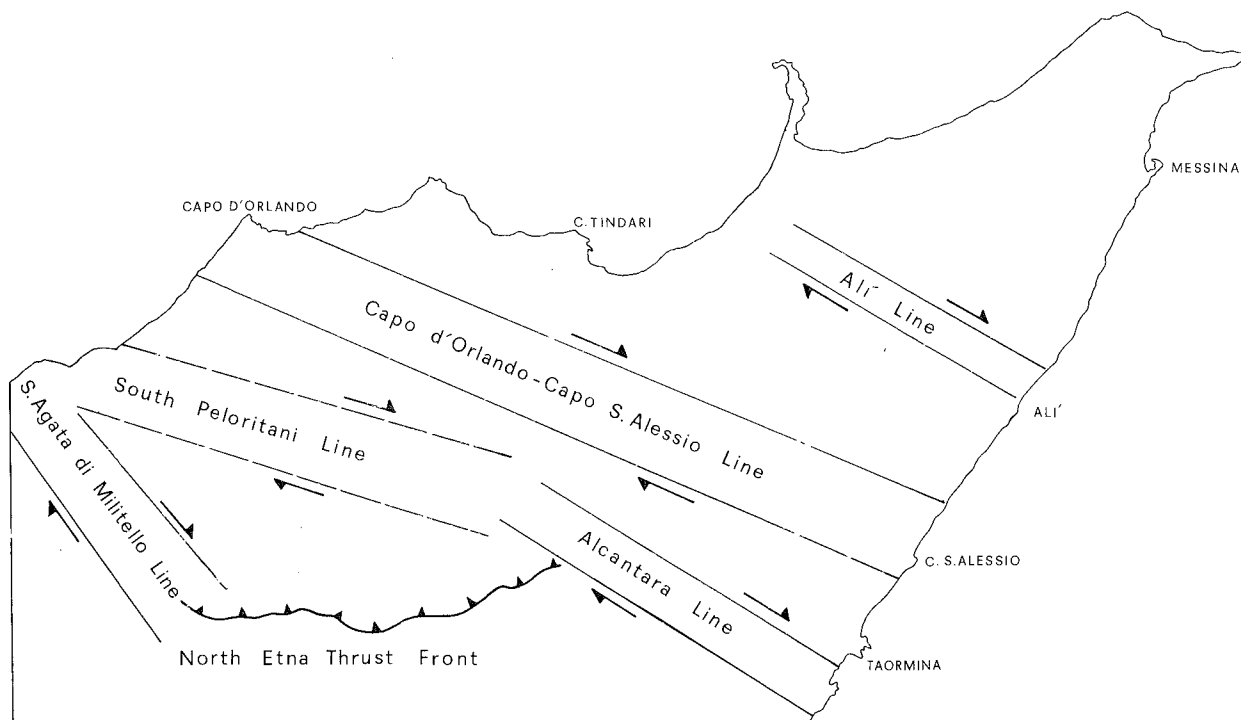 MESSINA
CAPO D'ORLANDO
C. TINDARI
Alí Line
Capo d'Orlando-Capo S. Alessio Line
South Peloritani Line
S. Agata di Militello Line
ALÍ
Alcantara Line
C. S. ALESSIO
North Etna Thrust Front
TAORMINA